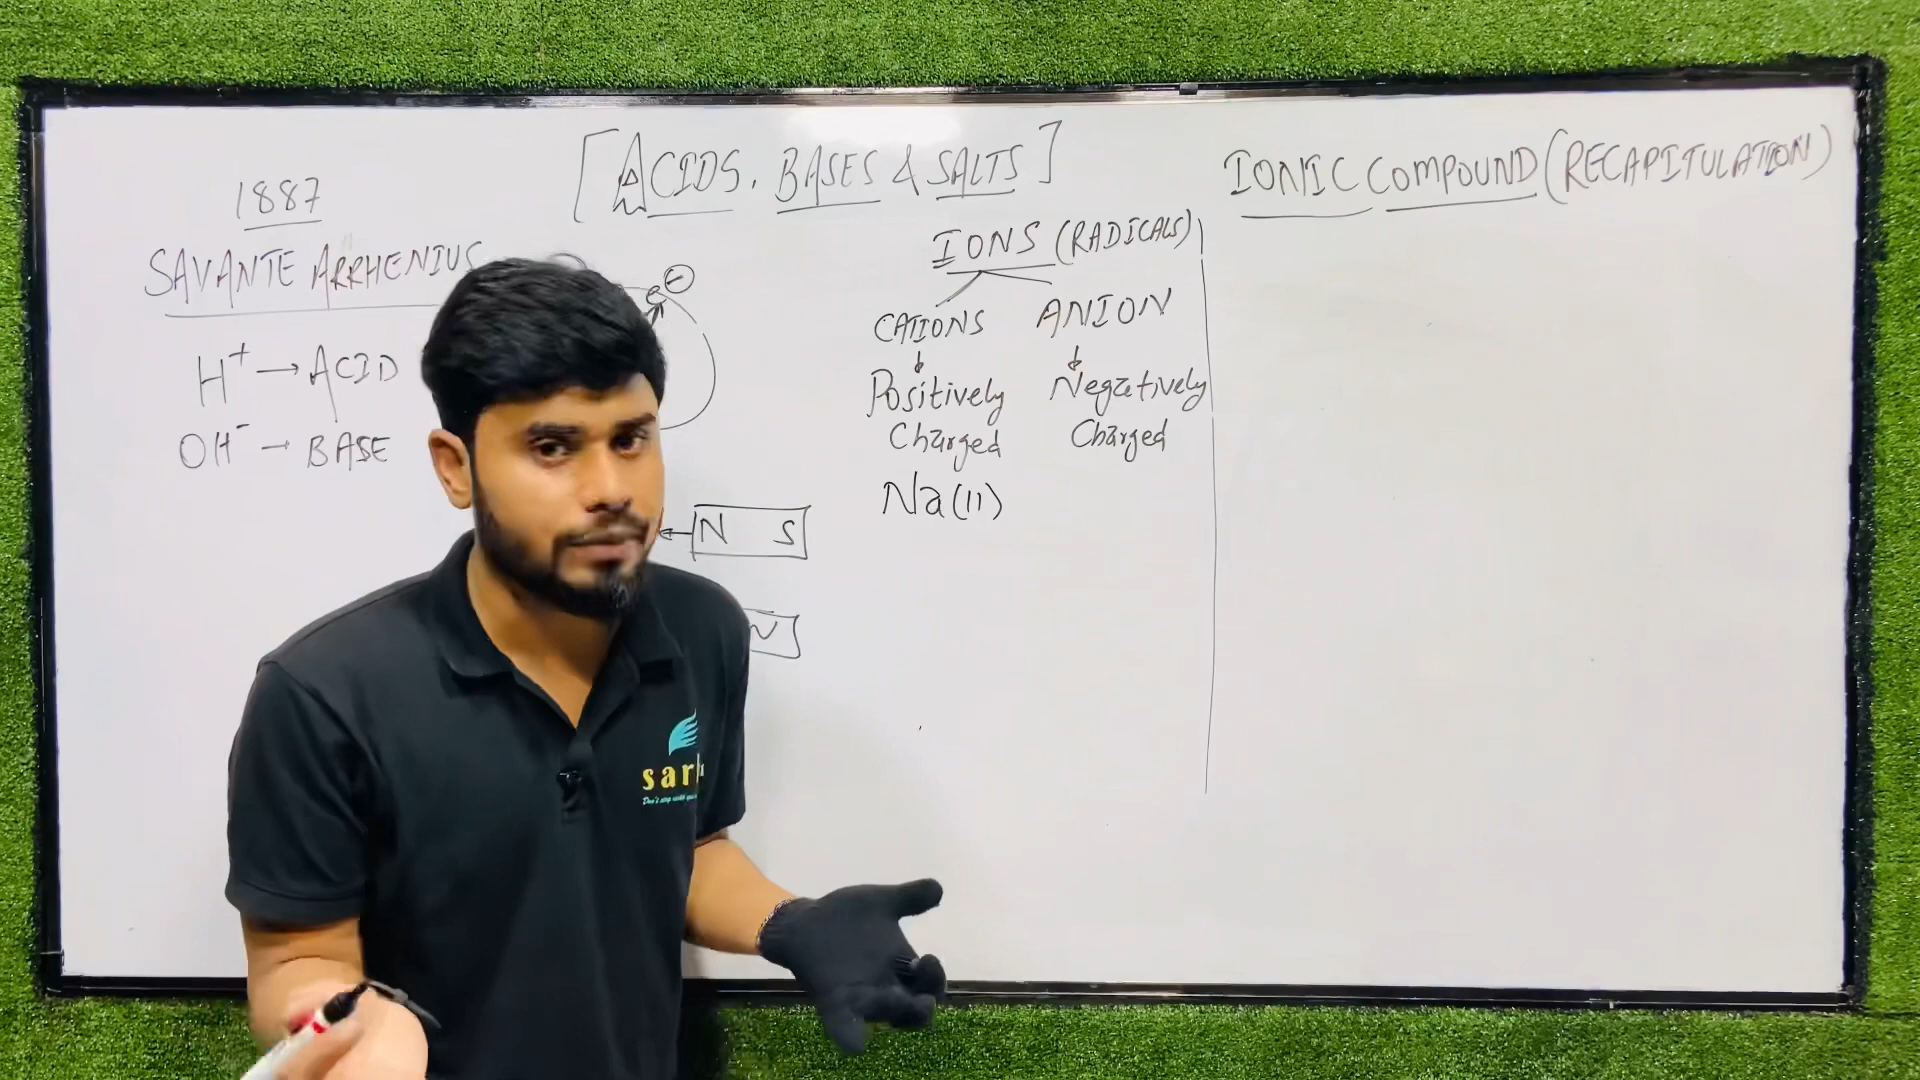 [ACIDS, BASES & SALTS]
1887
SAVANTE ARRHENIUS
H⁺ → ACID
OH⁻ → BASE
e⊖
N S
N
IONS (RADICALS)
CATIONS ANION
↓ ↓
Positively Negatively
Charged Charged
Na(11)
IONIC COMPOUND (RECAPITULATION)